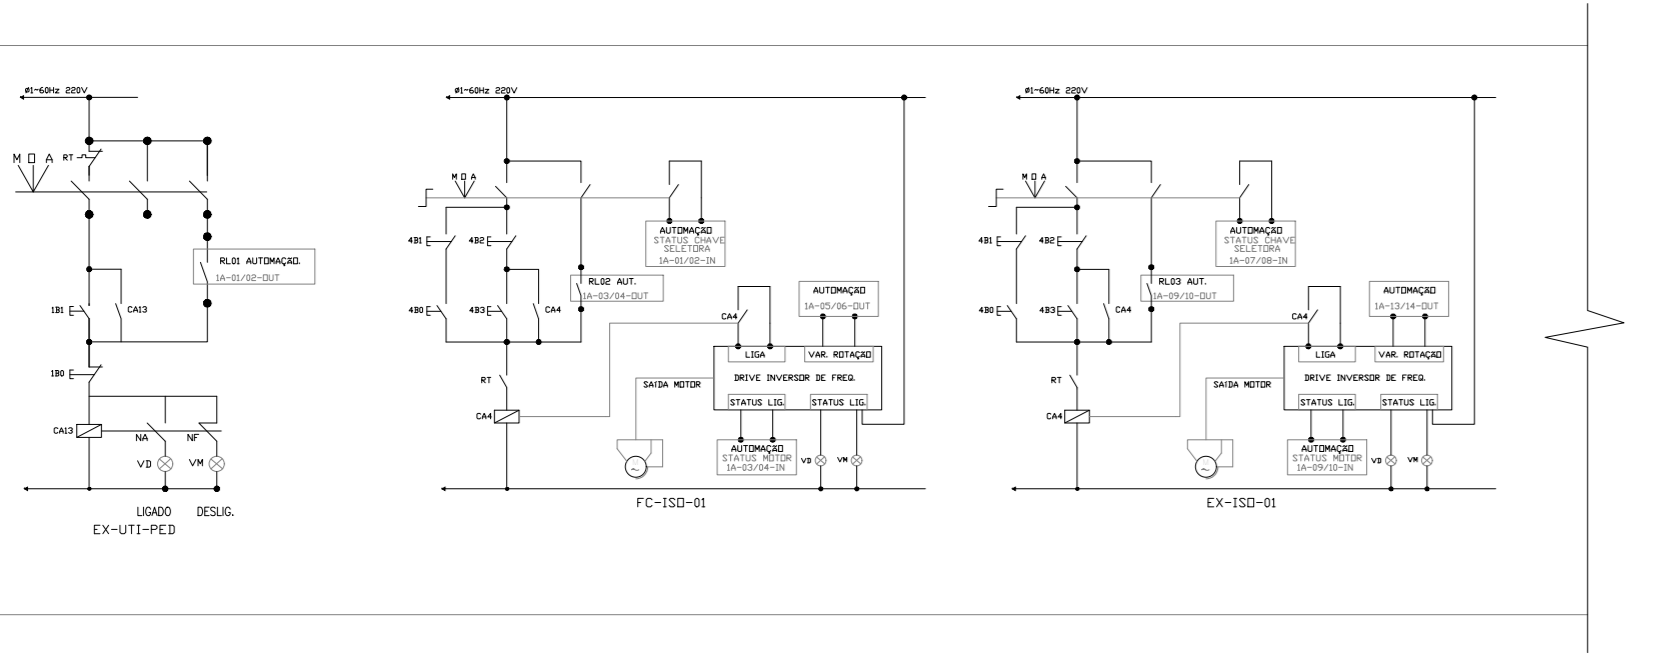 Ø1~60Hz 220V
M O A
RT
RL01 AUTOMAÇÃO.
1A-01/02-OUT
1B1
CA13
1B0
CA13
NA
NF
VD
VM
LIGADO
DESLIG.
EX-UTI-PED
Ø1~60Hz 220V
M O A
AUTOMAÇÃO
STATUS CHAVE
SELETORA
1A-01/02-IN
4B1
4B2
RL02 AUT.
1A-03/04-OUT
AUTOMAÇÃO
1A-05/06-OUT
4B0
4B3
CA4
CA4
LIGA
VAR. ROTAÇÃO
RT
SAIDA MOTOR
DRIVE INVERSOR DE FREQ.
STATUS LIG.
STATUS LIG.
CA4
AUTOMAÇÃO
STATUS MOTOR
1A-03/04-IN
VD
VM
~
FC-ISO-01
Ø1~60Hz 220V
M O A
AUTOMAÇÃO
STATUS CHAVE
SELETORA
1A-07/08-IN
4B1
4B2
RL03 AUT.
1A-09/10-OUT
AUTOMAÇÃO
1A-13/14-OUT
4B0
4B3
CA4
CA4
LIGA
VAR. ROTAÇÃO
RT
SAIDA MOTOR
DRIVE INVERSOR DE FREQ.
STATUS LIG.
STATUS LIG.
CA4
AUTOMAÇÃO
STATUS MOTOR
1A-09/10-IN
VD
VM
~
EX-ISO-01